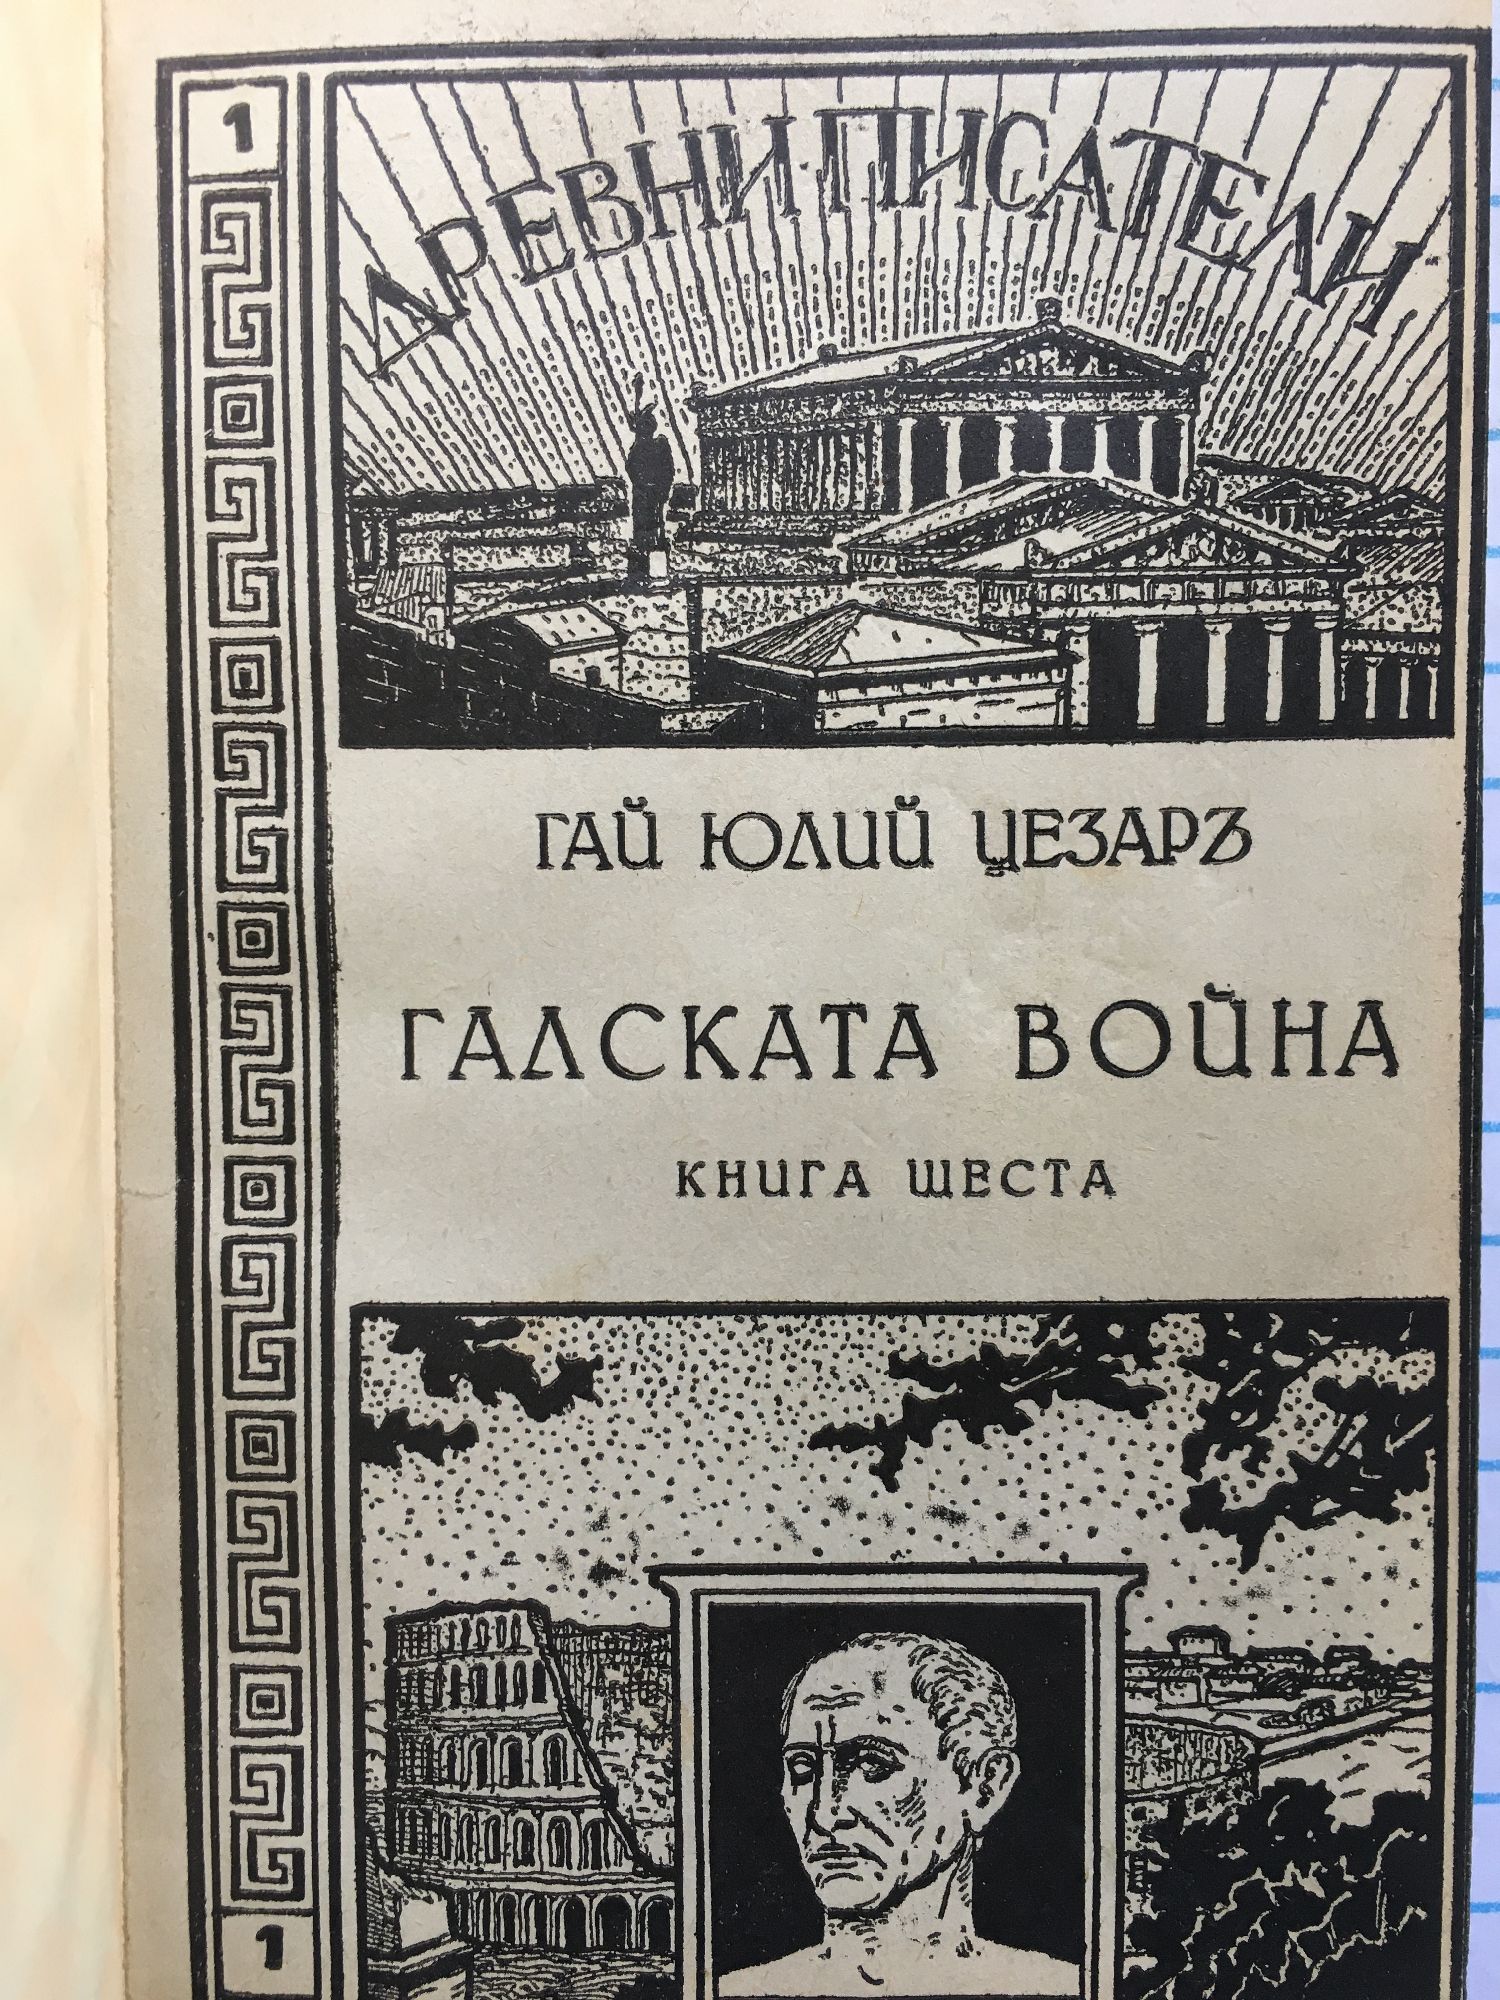 1
ДРЕВНИ ПИСАТЕЛИ
ГАЙ ЮЛИЙ ЦЕЗАРЪ
ГАЛСКАТА ВОЙНА
КНИГА ШЕСТА
1